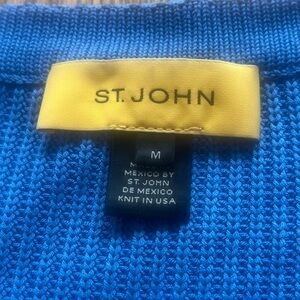 ST. JOHN
M
MEXICO BY
ST. JOHN
DE MEXICO
KNIT IN USA